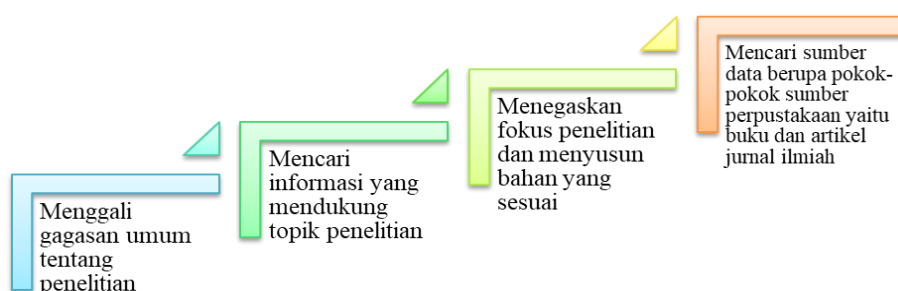 Menggali
gagasan umum
tentang
penelitian
Mencari
informasi yang
mendukung
topik penelitian
Menegaskan
fokus penelitian
dan menyusun
bahan yang
sesuai
Mencari sumber
data berupa pokok-
pokok sumber
perpustakaan yaitu
buku dan artikel
jurnal ilmiah